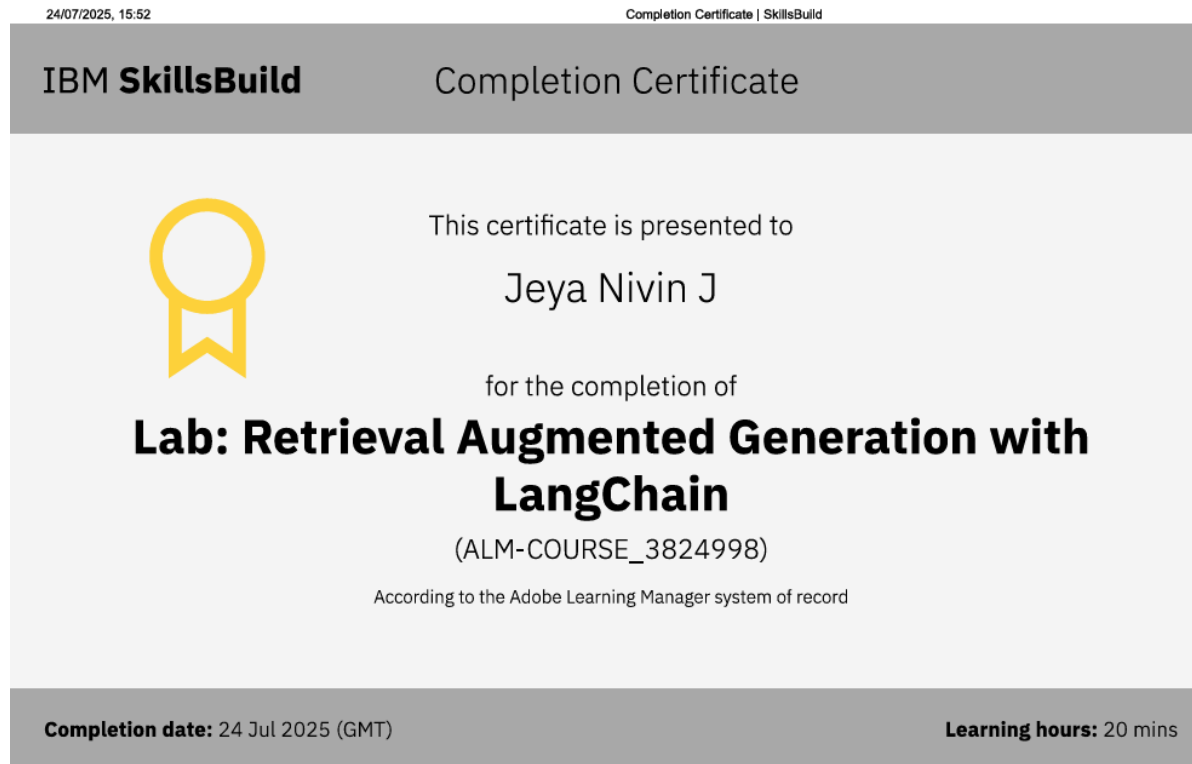 24/07/2025, 15:52
Completion Certificate | SkillsBuild
IBM SkillsBuild
Completion Certificate
This certificate is presented to
Jeya Nivin J
for the completion of
Lab: Retrieval Augmented Generation with
LangChain
(ALM-COURSE_3824998)
According to the Adobe Learning Manager system of record
Completion date: 24 Jul 2025 (GMT)
Learning hours: 20 mins